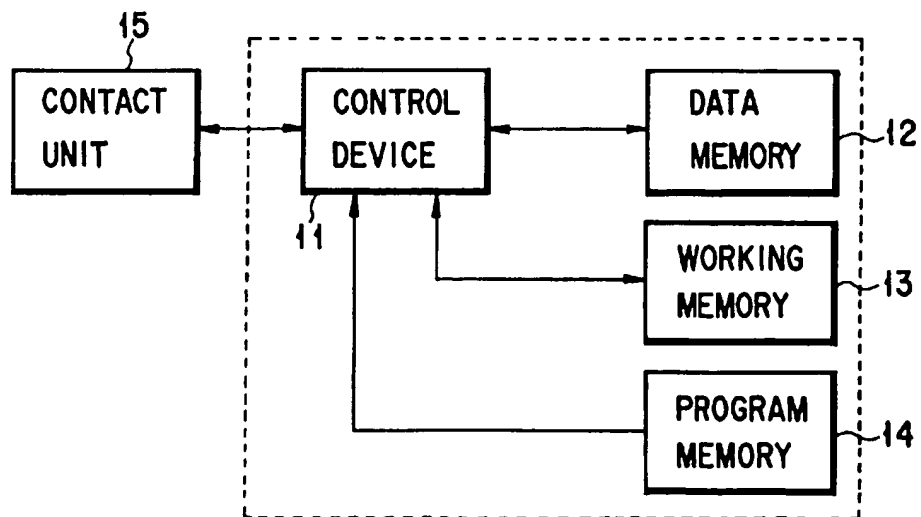 15
CONTACT
UNIT
CONTROL
DEVICE
11
DATA
MEMORY
12
WORKING
MEMORY
13
PROGRAM
MEMORY
14